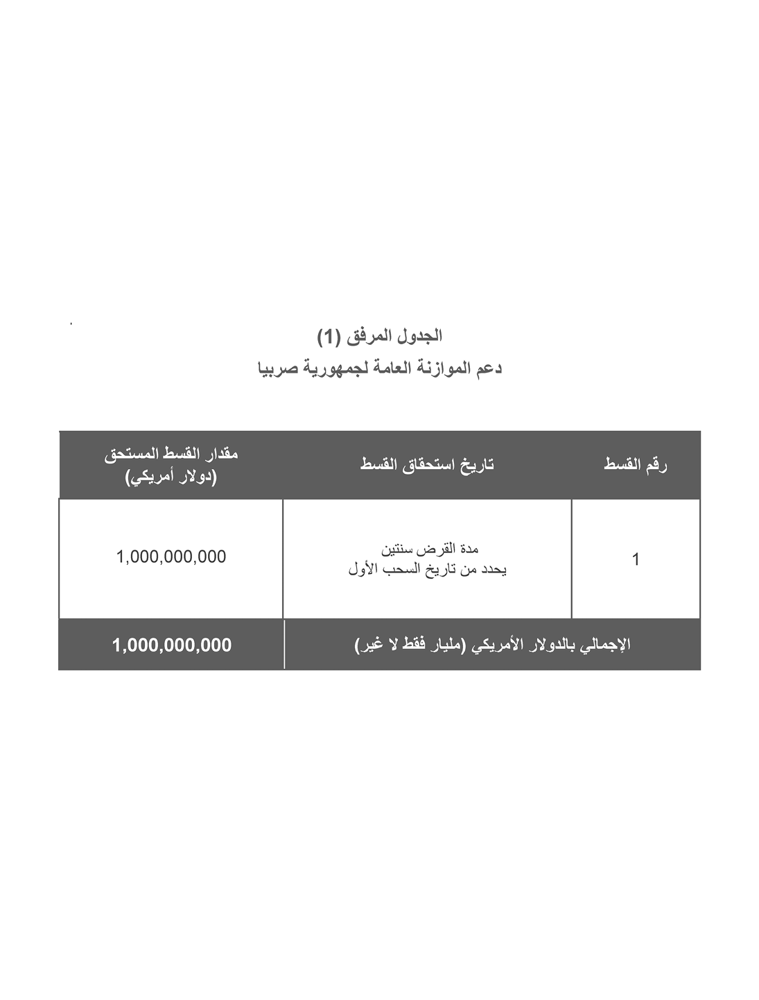 الجدول المرفق (1)
دعم الموازنة العامة لجمهورية صربيا
رقم القسط
تاريخ استحقاق القسط
مقدار القسط المستحق
(دولار أمريكي)
1
مدة القرض سنتين
يحدد من تاريخ السحب الأول
1,000,000,000
الإجمالي بالدولار الأمريكي (مليار فقط لا غير)
1,000,000,000